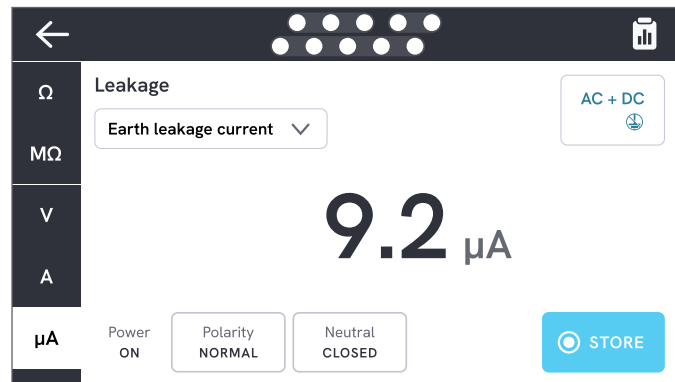 Leakage
Ω
AC + DC
Earth leakage current
MΩ
V
9.2 µA
A
µA
Power
ON
Polarity
NORMAL
Neutral
CLOSED
STORE